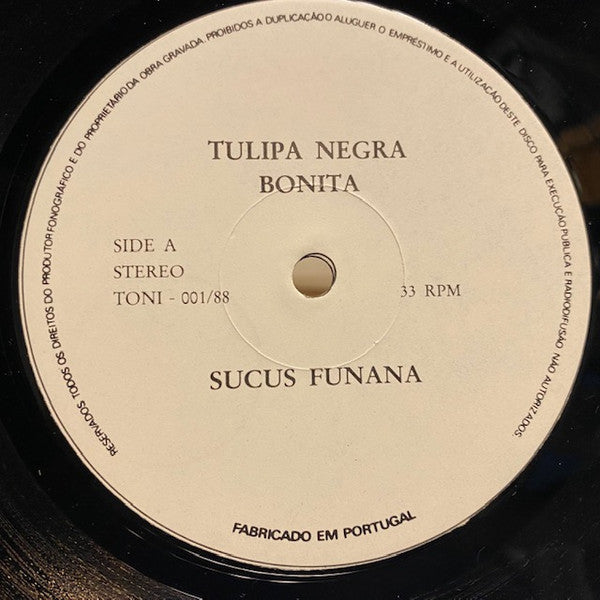 RESERVADOS TODOS OS DIREITOS DO PRODUTOR FONOGRÁFICO E DO PROPRIETÁRIO DA OBRA GRAVADA. PROIBIDOS A DUPLICAÇÃO O ALUGUER O EMPRÉSTIMO E A UTILIZAÇÃO DESTE DISCO PARA EXECUÇÃO PUBLICA E RADIODIFUSÃO NÃO AUTORIZADOS.
TULIPA NEGRA
BONITA
SIDE A
STEREO
TONI - 001/88
33 RPM
SUCUS FUNANA
FABRICADO EM PORTUGAL